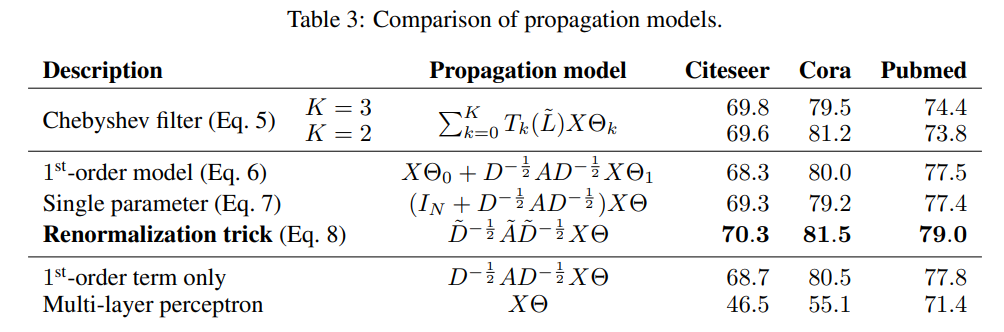 Table 3: Comparison of propagation models.
Description Propagation model Citeseer Cora Pubmed
Chebyshev filter (Eq. 5) K = 3 $\sum_{k=0}^{K} T_k(\tilde{L})X\Theta_k$ 69.8 79.5 74.4
K = 2 69.6 81.2 73.8
1st-order model (Eq. 6) $X\Theta_0 + D^{-\frac{1}{2}}AD^{-\frac{1}{2}}X\Theta_1$ 68.3 80.0 77.5
Single parameter (Eq. 7) $(I_N + D^{-\frac{1}{2}}AD^{-\frac{1}{2}})X\Theta$ 69.3 79.2 77.4
Renormalization trick (Eq. 8) $\tilde{D}^{-\frac{1}{2}}\tilde{A}\tilde{D}^{-\frac{1}{2}}X\Theta$ 70.3 81.5 79.0
1st-order term only $D^{-\frac{1}{2}}AD^{-\frac{1}{2}}X\Theta$ 68.7 80.5 77.8
Multi-layer perceptron $X\Theta$ 46.5 55.1 71.4